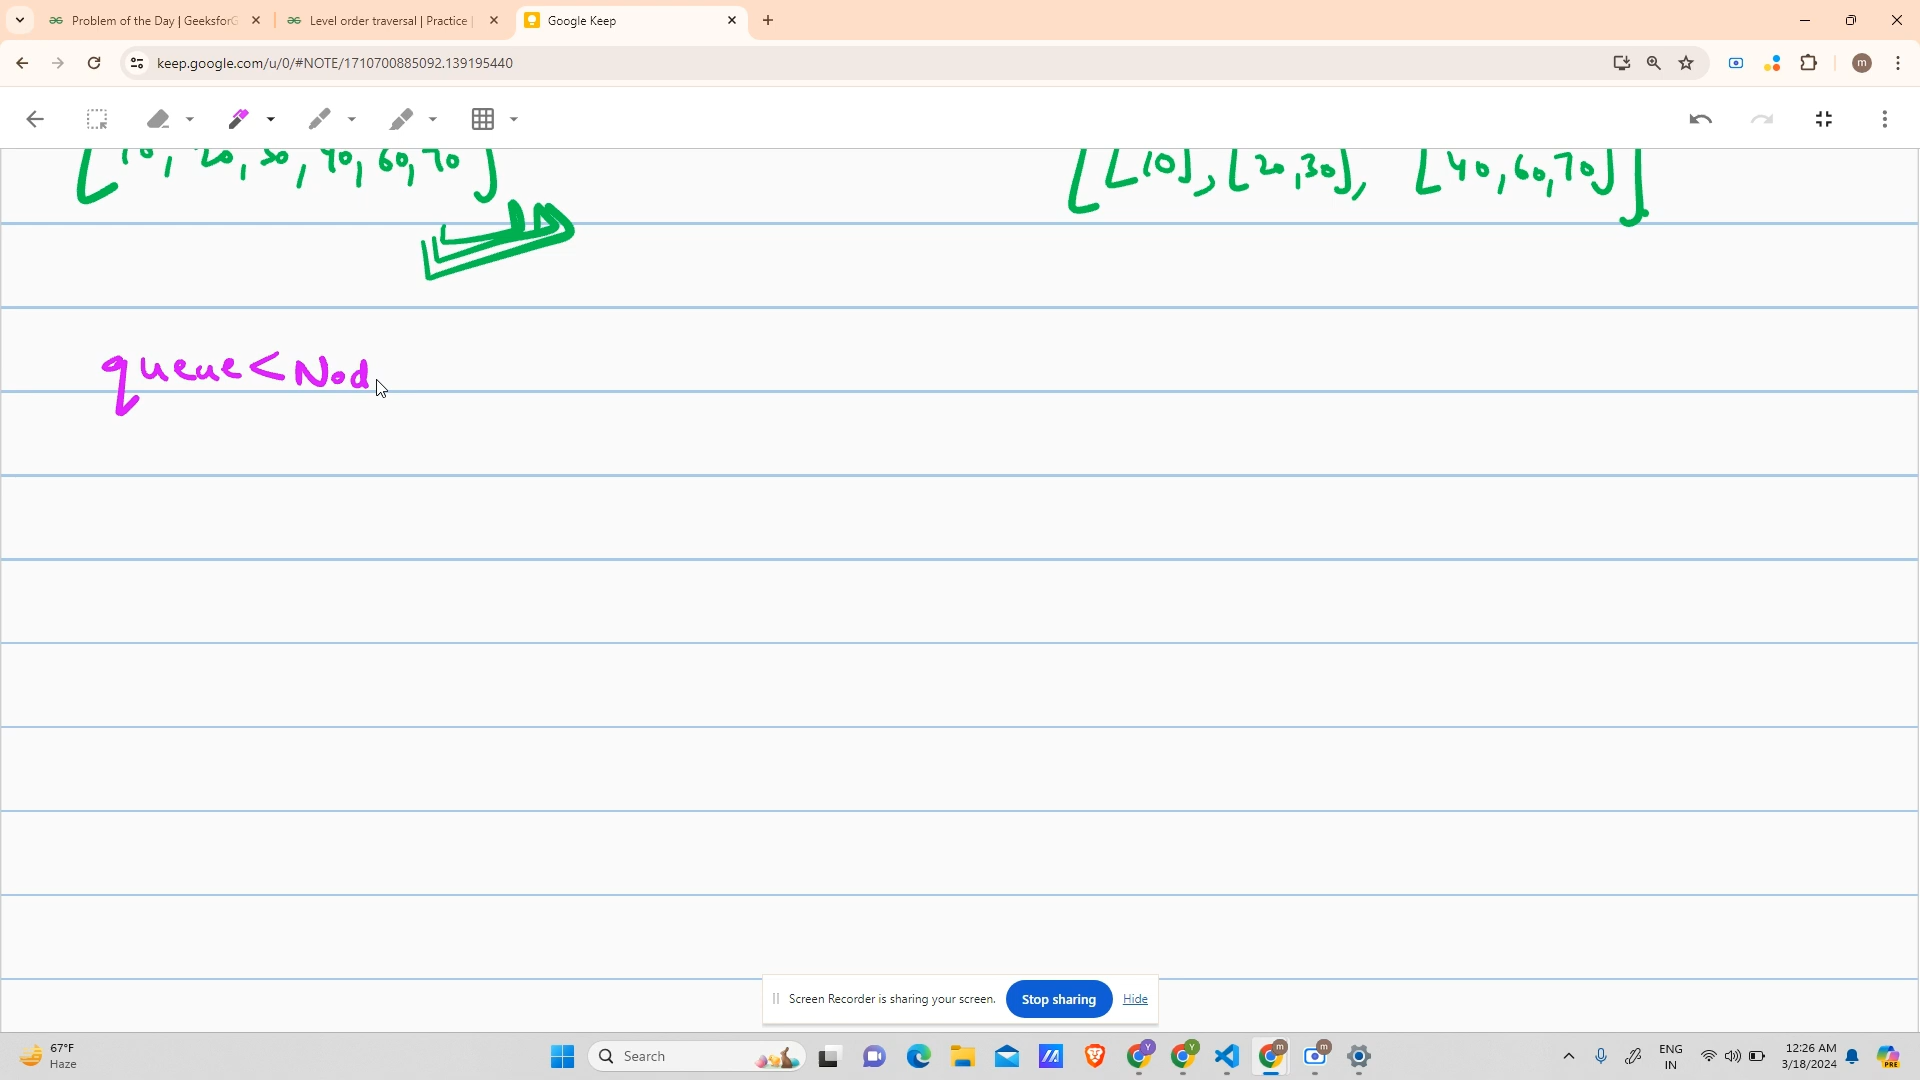 Problem of the Day | GeeksforG
Level order traversal | Practice |
Google Keep
keep.google.com/u/0/#NOTE/1710700885092.139195440
m
[10, 20, 30, 40, 60, 70]
[[10], [20,30], [40,60,70]]
queue<Nod
Screen Recorder is sharing your screen.
Stop sharing
Hide
67°F
Haze
Search
Y
Y
m
m
ENG
IN
12:26 AM
3/18/2024
PRE